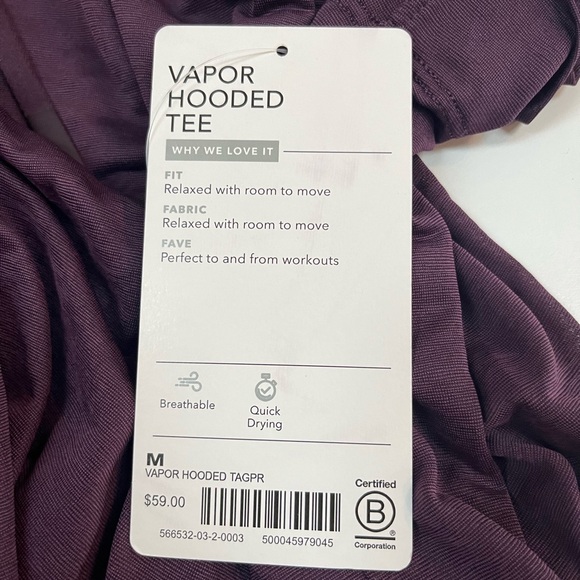 VAPOR
HOODED
TEE
WHY WE LOVE IT
FIT
Relaxed with room to move
FABRIC
Relaxed with room to move
FAVE
Perfect to and from workouts
Breathable
Quick
Drying
M
VAPOR HOODED TAGPR
$59.00
566532-03-2-0003 500045979045
Certified
B
®
Corporation